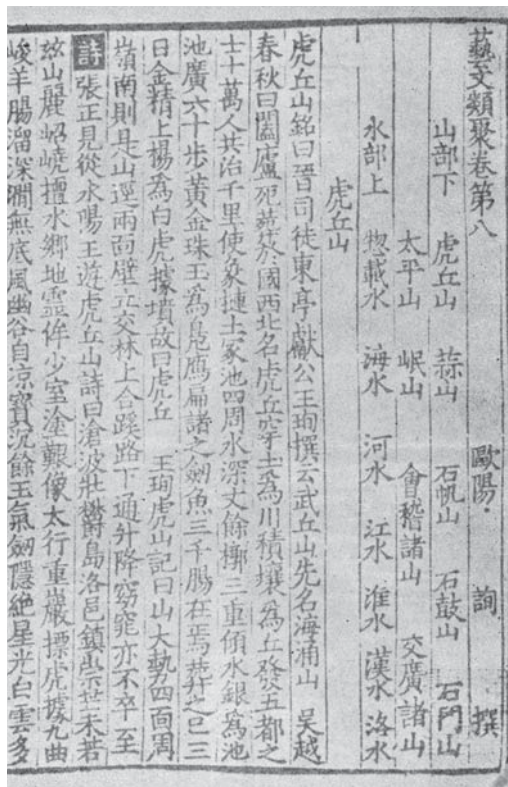 藝文類聚卷第八 歐陽 詢 撰
山部下 虎丘山 蒜山 石帆山 石鼓山 石門山
太平山 岷山 會稽諸山 交廣諸山
水部上 惣載水 海水 河水 江水 淮水 漢水 洛水
虎丘山
虎丘山銘曰晉司徒東亭獻公王珣撰云武丘山先名海涌山 吳越
春秋曰闔廬死葬於國西北名虎丘穿土爲川積壤爲丘發五都之
士十萬人共治千里使象摙土冢池四周水深丈餘槨三重傾水銀爲池
池廣六十步黃金珠玉爲鳧鴈扁諸之劒魚三千腸在焉葬之已三
日金精上揚爲白虎據墳故曰虎丘 王珣虎山記曰山大勢四面周
嶺南則是山逕兩面壁立交林上合蹊路下通升降窈窕亦不卒至
詩張正見從永陽王遊虎丘山詩曰滄波壯欝島洛邑鎮崇芒未若
玆山麗岧嶢擅水鄉地靈侔少室塗艱像太行重巖摽虎據九曲
峻羊腸溜深澗無底風幽谷自涼寶沉餘玉氣劒隱絶星光白雲多